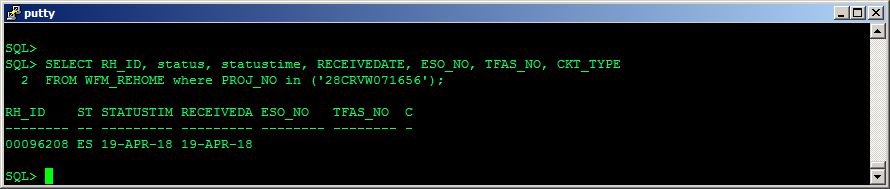 putty
SQL>
SQL> SELECT RH_ID, status, statustime, RECEIVEDATE, ESO_NO, TFAS_NO, CKT_TYPE
  2  FROM WFM_REHOME where PROJ_NO in ('28CRVW071656');
RH_ID    ST STATUSTIM RECEIVEDA ESO_NO   TFAS_NO  C
-------- -- --------- --------- -------- -------- -
00096208 ES 19-APR-18 19-APR-18
SQL>